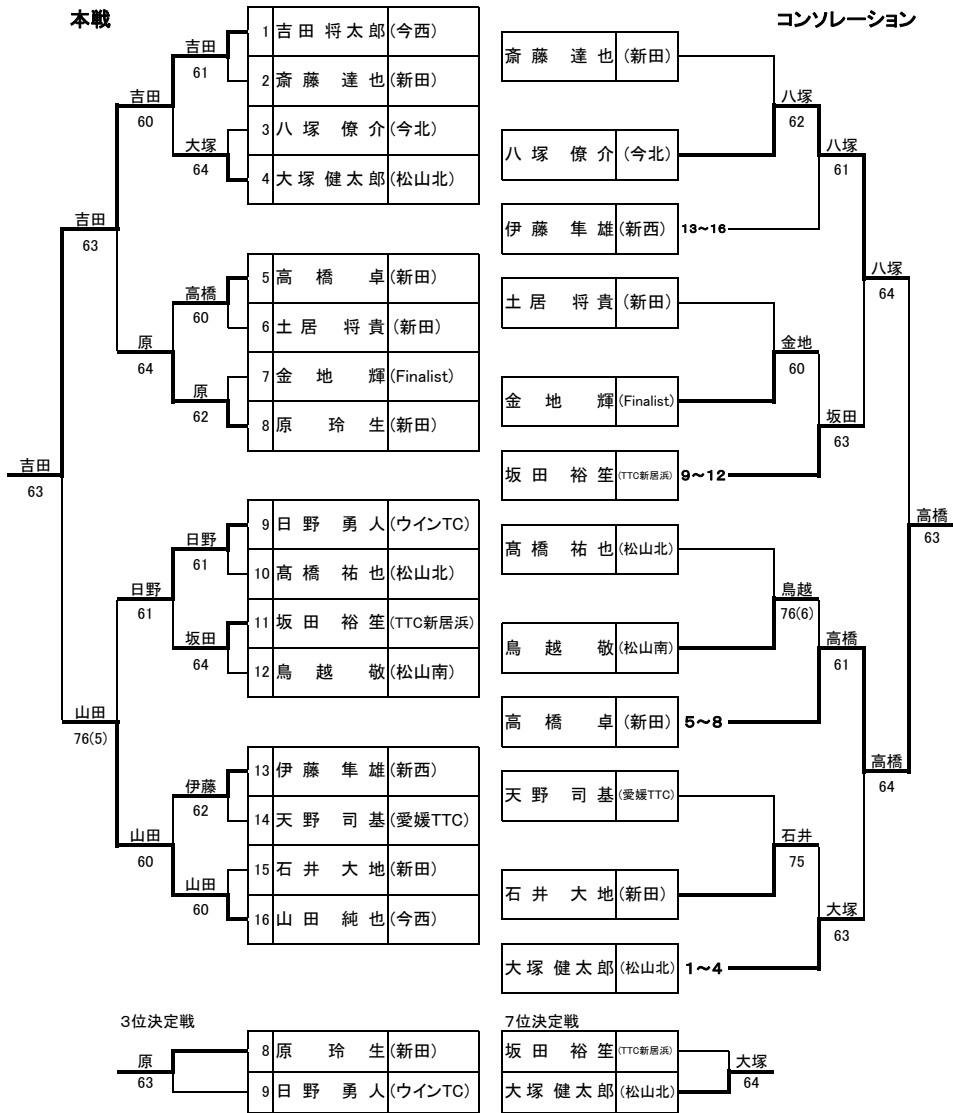 本戦
コンソレーション
1 吉田 将太郎 (今西)
2 斎藤 達也 (新田)
3 八塚 僚介 (今北)
4 大塚 健太郎 (松山北)
5 高橋 卓 (新田)
6 土居 将貴 (新田)
7 金地 輝 (Finalist)
8 原 玲生 (新田)
9 日野 勇人 (ウインTC)
10 髙橋 祐也 (松山北)
11 坂田 裕笙 (TTC新居浜)
12 鳥越 敬 (松山南)
13 伊藤 隼雄 (新西)
14 天野 司基 (愛媛TTC)
15 石井 大地 (新田)
16 山田 純也 (今西)
吉田
61
大塚
64
高橋
60
原
62
日野
61
坂田
64
伊藤
62
山田
60
吉田
60
原
64
日野
61
山田
60
吉田
63
山田
76(5)
吉田
63
斎藤 達也 (新田)
八塚 僚介 (今北)
伊藤 隼雄 (新西) 13～16
土居 将貴 (新田)
金地 輝 (Finalist)
坂田 裕笙 (TTC新居浜) 9～12
髙橋 祐也 (松山北)
鳥越 敬 (松山南)
高橋 卓 (新田) 5～8
天野 司基 (愛媛TTC)
石井 大地 (新田)
大塚 健太郎 (松山北) 1～4
八塚
62
金地
60
鳥越
76(6)
石井
75
八塚
61
坂田
63
高橋
61
大塚
63
八塚
64
高橋
64
高橋
63
3位決定戦
8 原 玲生 (新田)
9 日野 勇人 (ウインTC)
原
63
7位決定戦
坂田 裕笙 (TTC新居浜)
大塚 健太郎 (松山北)
大塚
64